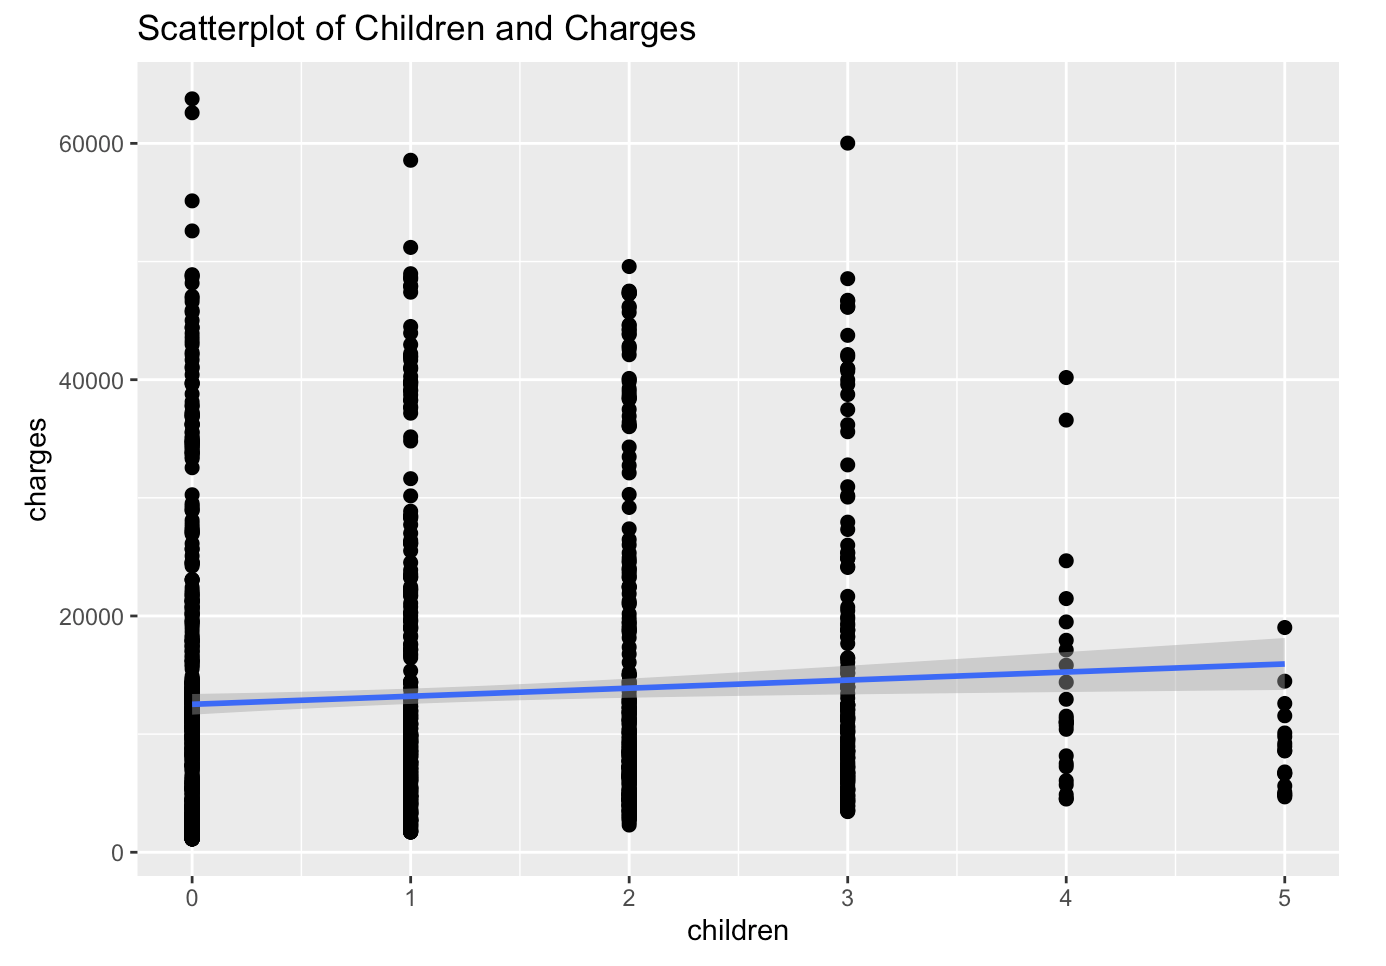 Scatterplot of Children and Charges
60000
40000
20000
0
charges
0 1 2 3 4 5
children